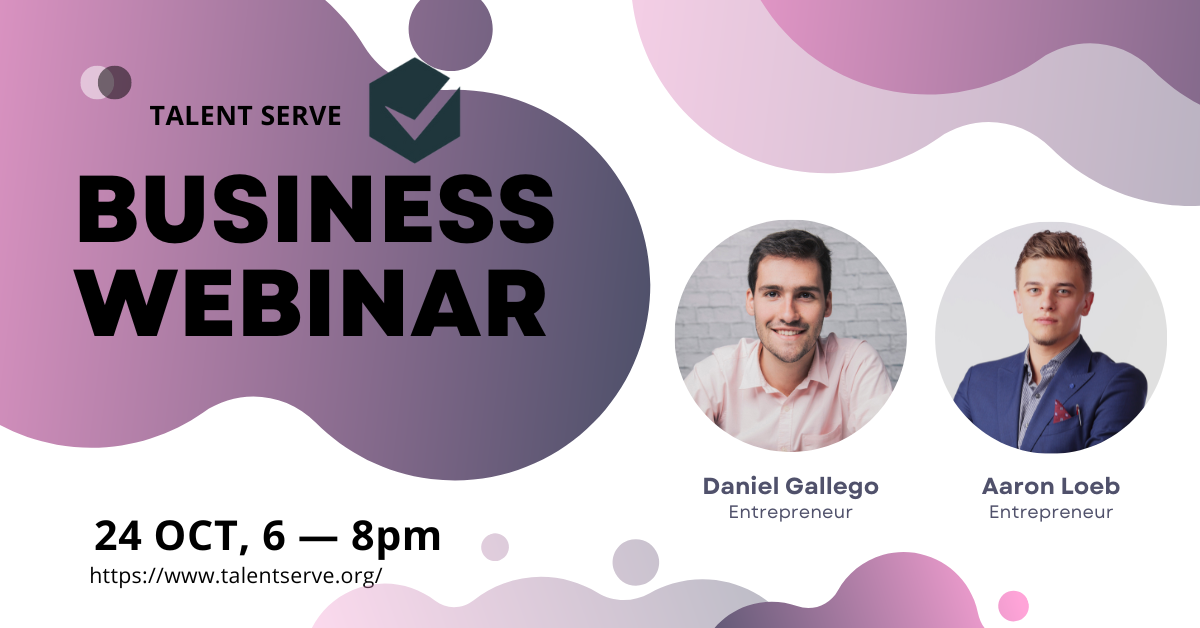 TALENT SERVE
BUSINESS
WEBINAR
24 OCT, 6 — 8pm
https://www.talentserve.org/
Daniel Gallego
Entrepreneur
Aaron Loeb
Entrepreneur